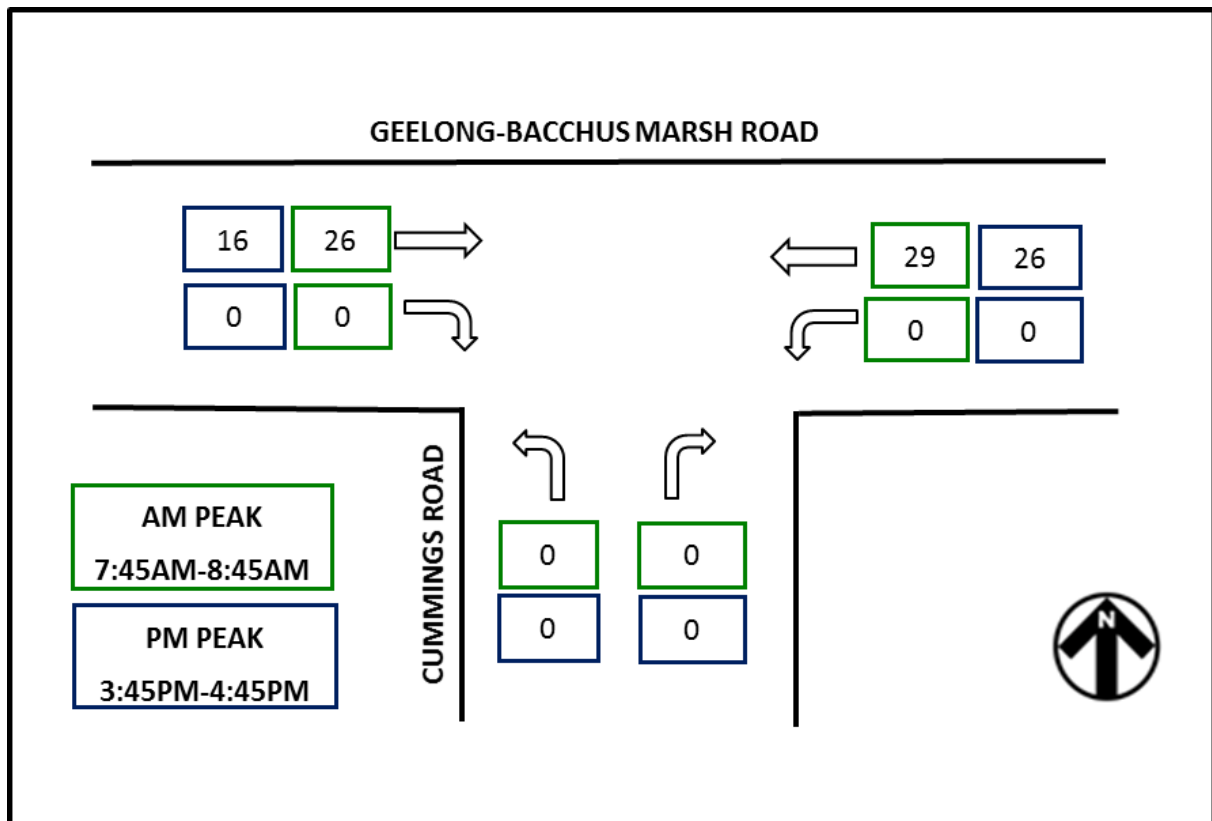 GEELONG-BACCHUS MARSH ROAD
16 26
29 26
0 0
0 0
CUMMINGS ROAD
AM PEAK
7:45AM-8:45AM
0 0
PM PEAK
3:45PM-4:45PM
0 0
N